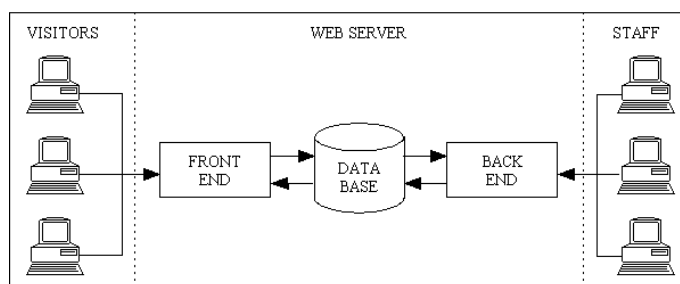 VISITORS
WEB SERVER
STAFF
FRONT
END
DATA
BASE
BACK
END